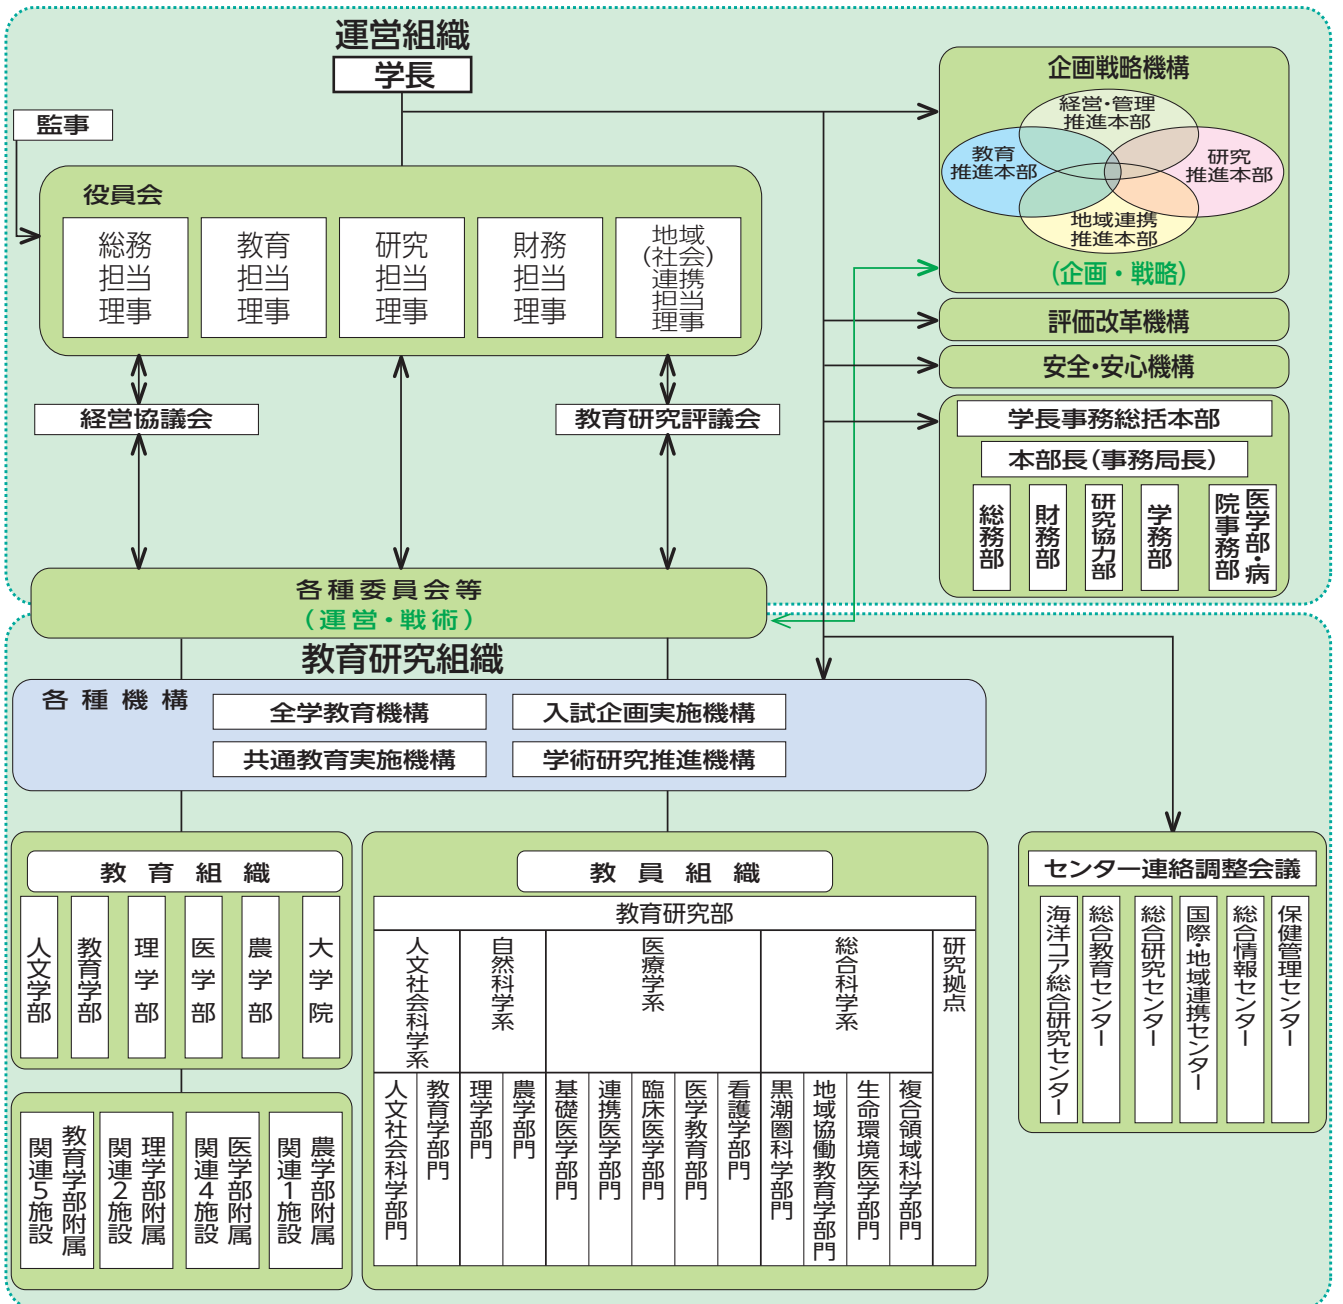 運営組織
学長
監事
役員会
総務
担当
理事
教育
担当
理事
研究
担当
理事
財務
担当
理事
地域
(社会)
連携
担当
理事
経営協議会
教育研究評議会
企画戦略機構
経営・管理
推進本部
教育
推進本部
研究
推進本部
地域連携
推進本部
(企画・戦略)
評価改革機構
安全・安心機構
学長事務総括本部
本部長(事務局長)
総務部
財務部
研究協力部
学務部
医学部・病
院事務部
各種委員会等
(運営・戦術)
教育研究組織
各種機構
全学教育機構
入試企画実施機構
共通教育実施機構
学術研究推進機構
教育組織
人文学部
教育学部
理学部
医学部
農学部
大学院
教育学部附属
関連5施設
理学部附属
関連2施設
医学部附属
関連4施設
農学部附属
関連1施設
教員組織
教育研究部
人文社会科学系
自然科学系
医療学系
総合科学系
研究拠点
人文社会科学部門
教育学部門
理学部門
農学部門
基礎医学部門
連携医学部門
臨床医学部門
医学教育部門
看護学部門
黒潮圏科学部門
地域協働教育学部門
生命環境医学部門
複合領域科学部門
センター連絡調整会議
海洋コア総合研究センター
総合教育センター
総合研究センター
国際・地域連携センター
総合情報センター
保健管理センター